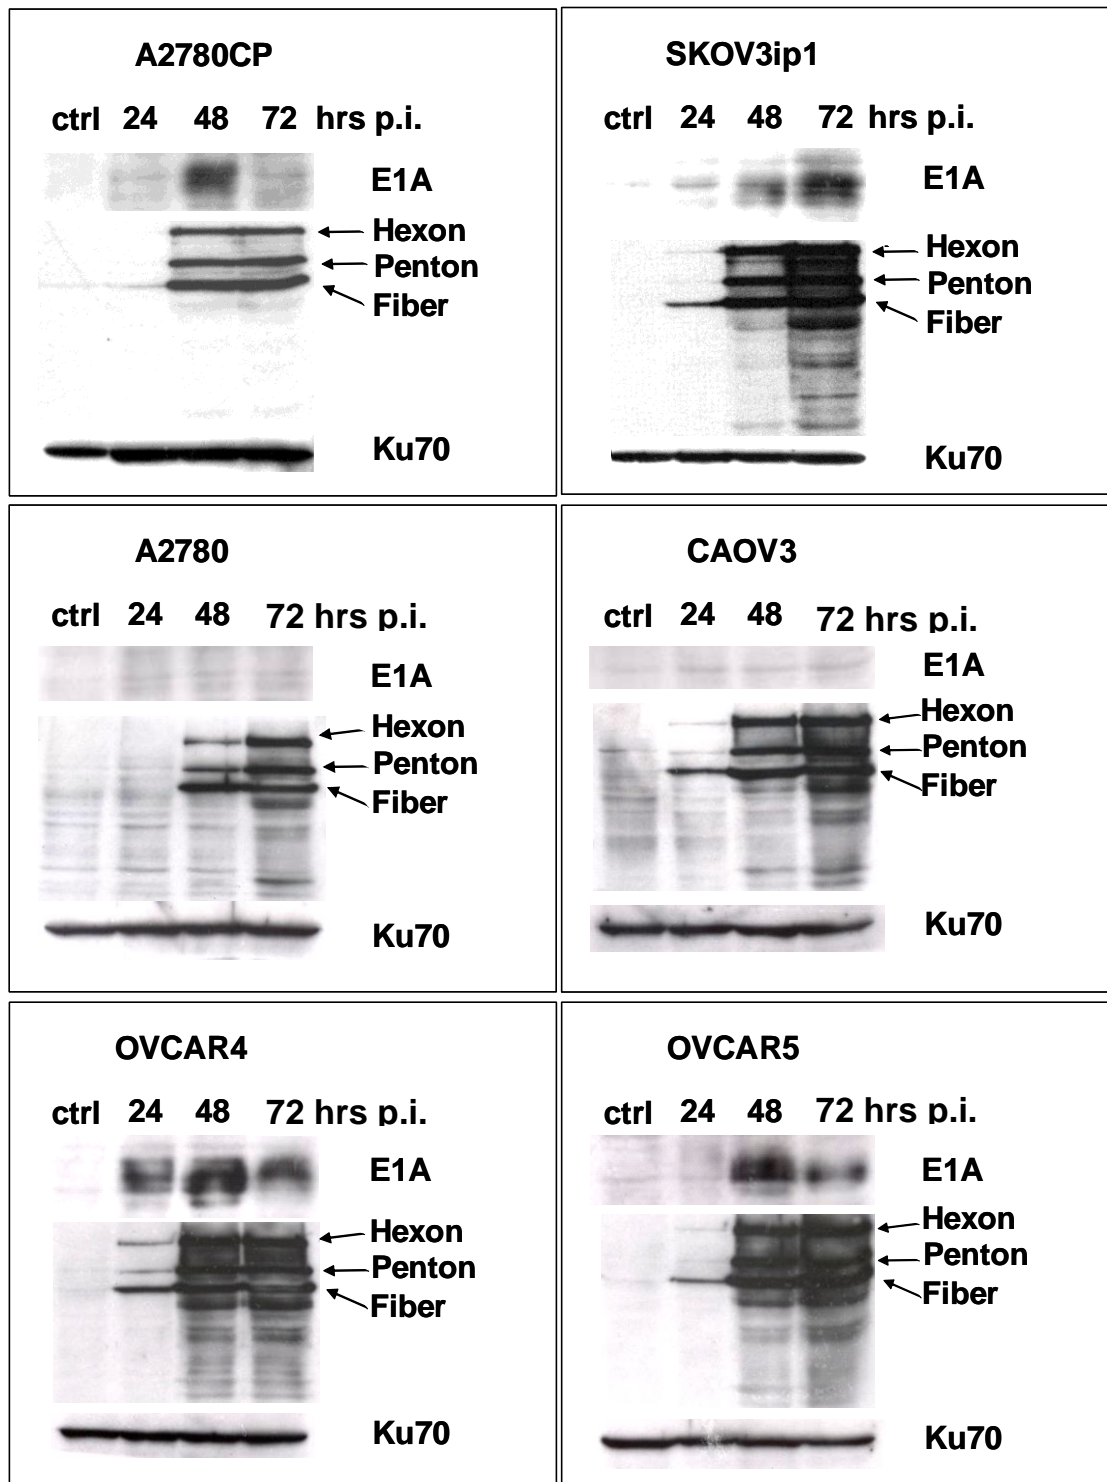 A2780CP
ctrl 24 48 72 hrs p.i.
E1A
Hexon
Penton
Fiber
Ku70
SKOV3ip1
ctrl 24 48 72 hrs p.i.
E1A
Hexon
Penton
Fiber
Ku70
A2780
ctrl 24 48 72 hrs p.i.
E1A
Hexon
Penton
Fiber
Ku70
CAOV3
ctrl 24 48 72 hrs p.i.
E1A
Hexon
Penton
Fiber
Ku70
OVCAR4
ctrl 24 48 72 hrs p.i.
E1A
Hexon
Penton
Fiber
Ku70
OVCAR5
ctrl 24 48 72 hrs p.i.
E1A
Hexon
Penton
Fiber
Ku70